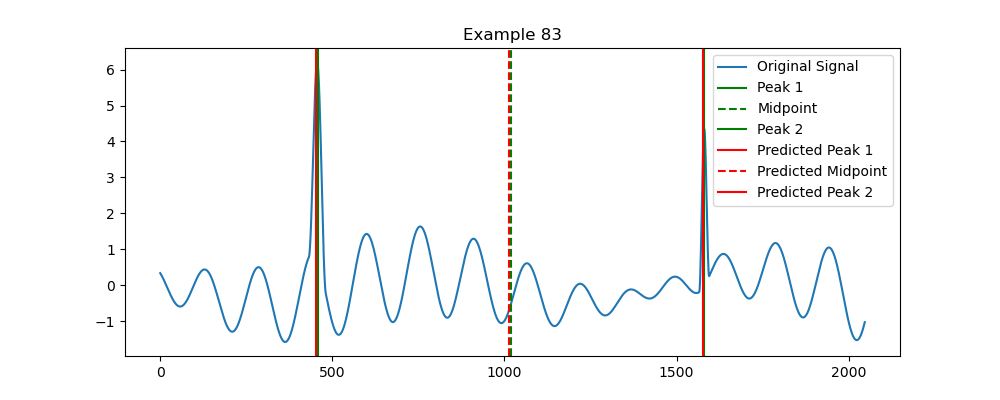 Example 83
6
5
4
3
2
1
0
−1
0 500 1000 1500 2000
Original Signal
Peak 1
Midpoint
Peak 2
Predicted Peak 1
Predicted Midpoint
Predicted Peak 2